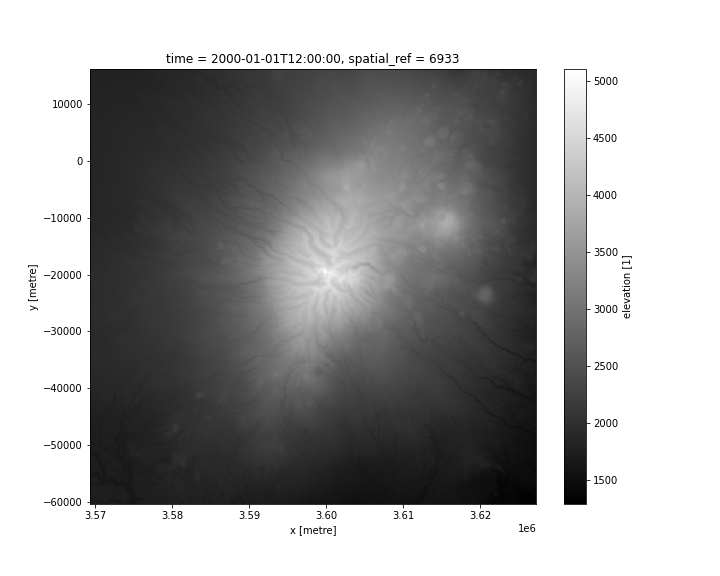 time = 2000-01-01T12:00:00, spatial_ref = 6933
y [metre]
10000
0
−10000
−20000
−30000
−40000
−50000
−60000
3.57 3.58 3.59 3.60 3.61 3.62
1e6
x [metre]
5000
4500
4000
3500
3000
2500
2000
1500
elevation [1]